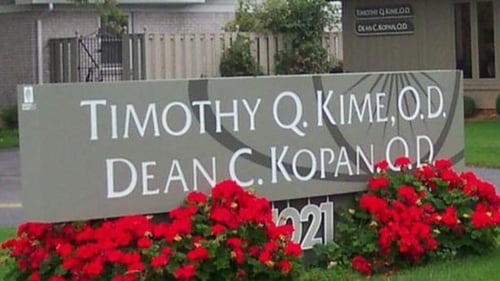 TIMOTHY Q. KIME, O.D.
DEAN C. KOPAN, O.D.
TIMOTHY Q. KIME, O.D.
DEAN C. KOPAN, O.D.
1021